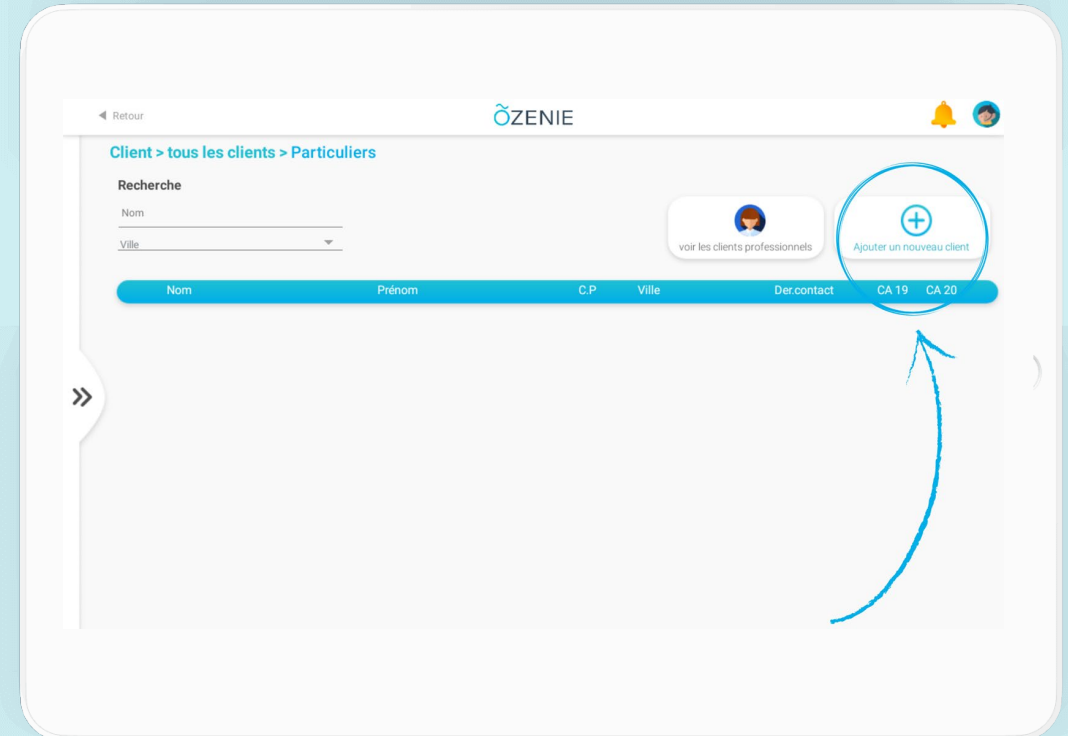 Retour
ÕZENIE
Client > tous les clients > Particuliers
Recherche
Nom
Ville
voir les clients professionnels
Ajouter un nouveau client
Nom Prénom C.P Ville Der.contact CA 19 CA 20